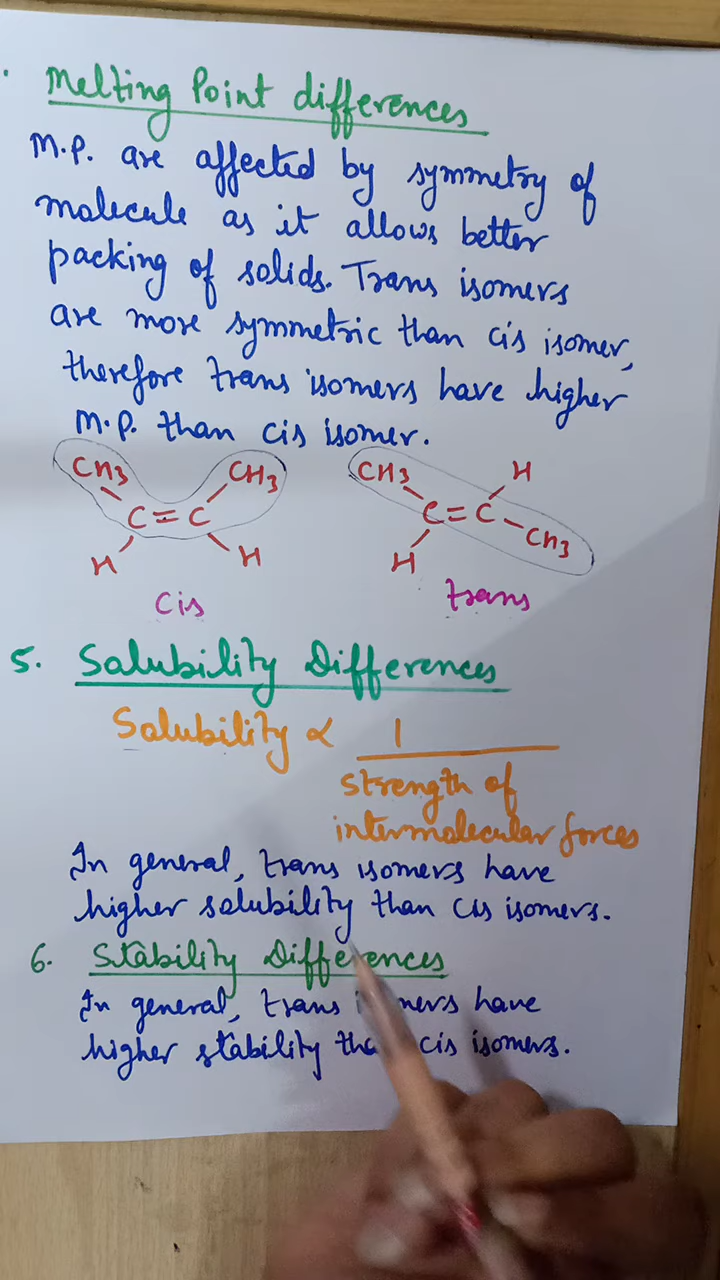 Melting Point differences
M.P. are affected by symmetry of
molecule as it allows better
packing of solids. Trans isomers
are more symmetric than cis isomer,
therefore trans isomers have higher
M.P. than cis isomer.
CH3 CH3 CH3 H
C=C C=C
H H H CH3
Cis trans
5. Solubility Differences
Solubility ∝ 1
strength of
intermolecular forces
In general, trans isomers have
higher solubility than cis isomers.
6. Stability Differences
In general, trans have
higher stability cis isomers.